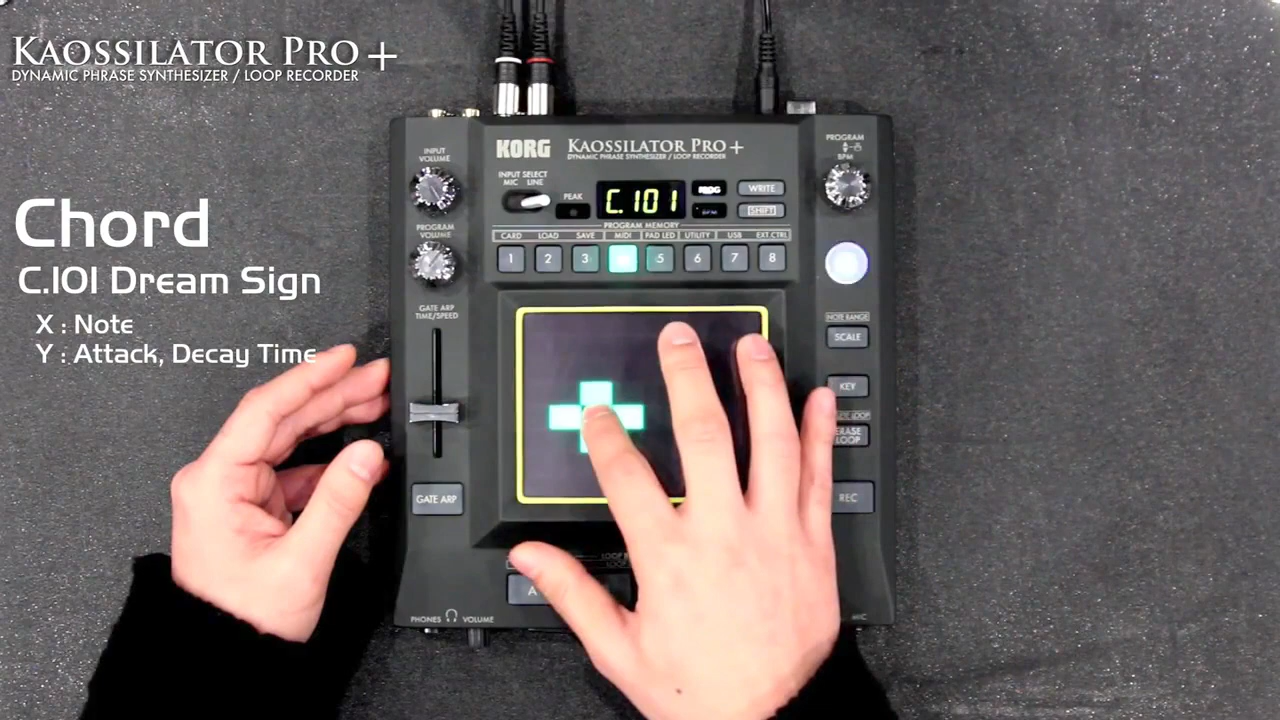 KAOSSILATOR PRO +
DYNAMIC PHRASE SYNTHESIZER / LOOP RECORDER
Chord
C.101 Dream Sign
X : Note
Y : Attack, Decay Time
KORG
KAOSSILATOR PRO +
DYNAMIC PHRASE SYNTHESIZER / LOOP RECORDER
INPUT VOLUME
INPUT SELECT
MIC LINE
PEAK
C.101
PROG
BPM
WRITE
SHIFT
PROGRAM
BPM
PROGRAM VOLUME
PROGRAM MEMORY
CARD LOAD SAVE MIDI PAD LED UTILITY USB EXT.CTRL
1 2 3 5 6 7 8
GATE ARP
TIME/SPEED
NOTE RANGE
SCALE
KEY
ERASE
LOOP
GATE ARP
REC
A
PHONES VOLUME
MIC